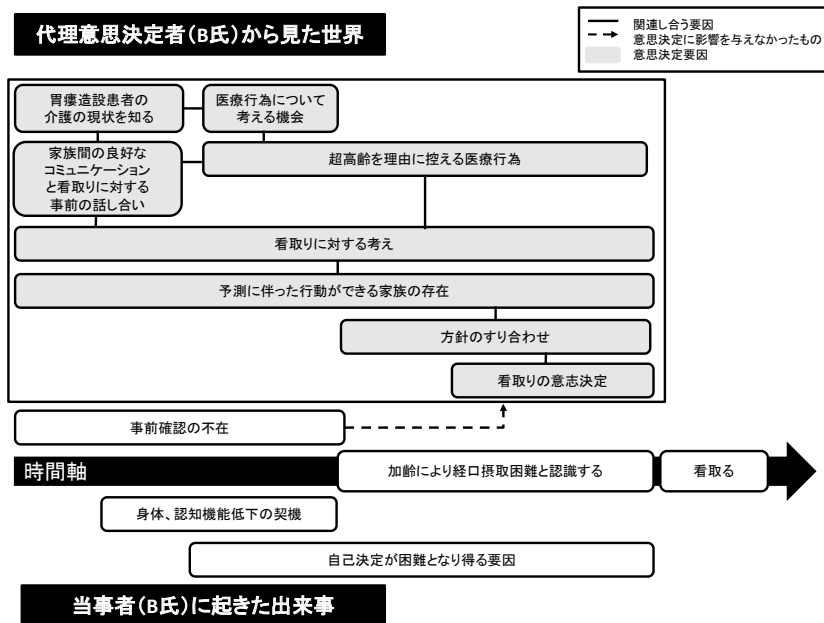 代理意思決定者(B氏)から見た世界
関連し合う要因
意思決定に影響を与えなかったもの
意思決定要因
胃瘻造設患者の
介護の現状を知る
医療行為について
考える機会
家族間の良好な
コミュニケーション
と看取りに対する
事前の話し合い
超高齢を理由に控える医療行為
看取りに対する考え
予測に伴った行動ができる家族の存在
方針のすり合わせ
看取りの意志決定
事前確認の不在
時間軸
加齢により経口摂取困難と認識する
看取る
身体、認知機能低下の契機
自己決定が困難となり得る要因
当事者(B氏)に起きた出来事